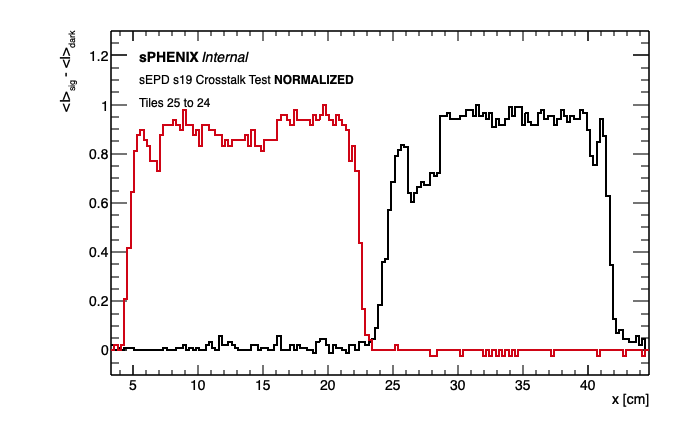 <I>sig - <I>dark
sPHENIX Internal
sEPD s19 Crosstalk Test NORMALIZED
Tiles 25 to 24
1.2
1
0.8
0.6
0.4
0.2
0
5 10 15 20 25 30 35 40
x [cm]